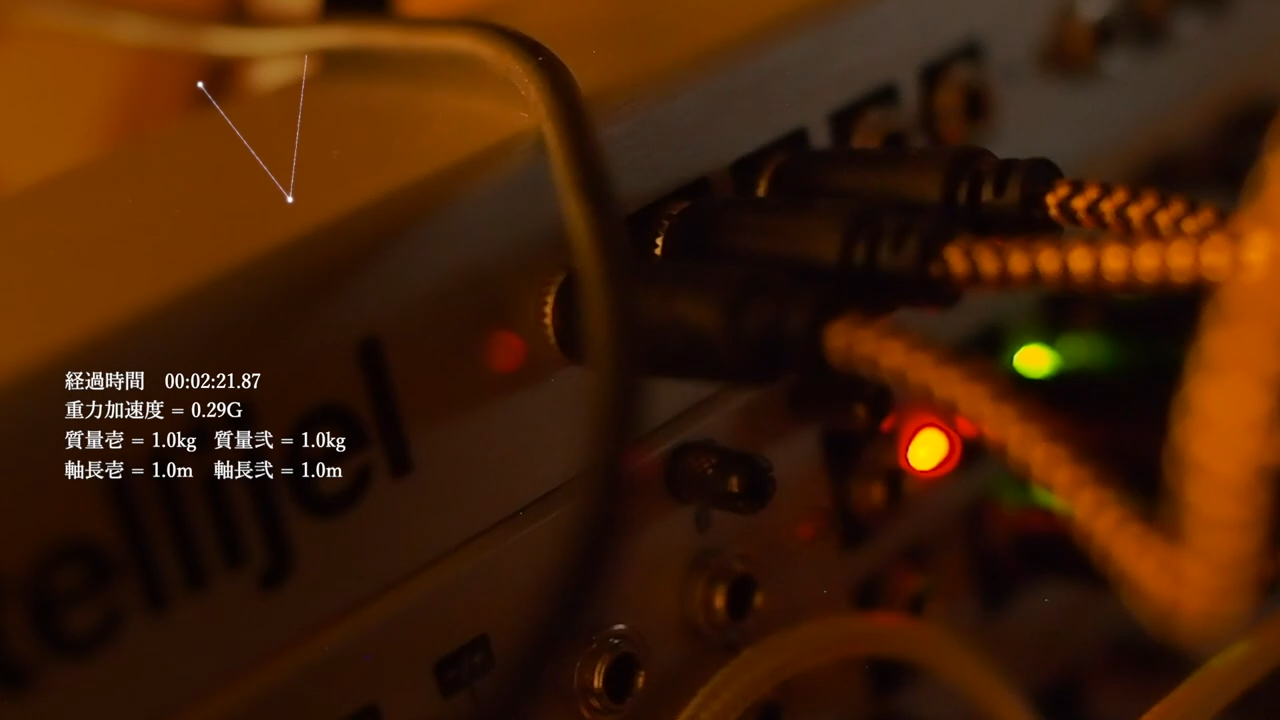 経過時間　00:02:21.87
重力加速度 = 0.29G
質量壱 = 1.0kg　質量弐 = 1.0kg
軸長壱 = 1.0m　軸長弐 = 1.0m
ellijel